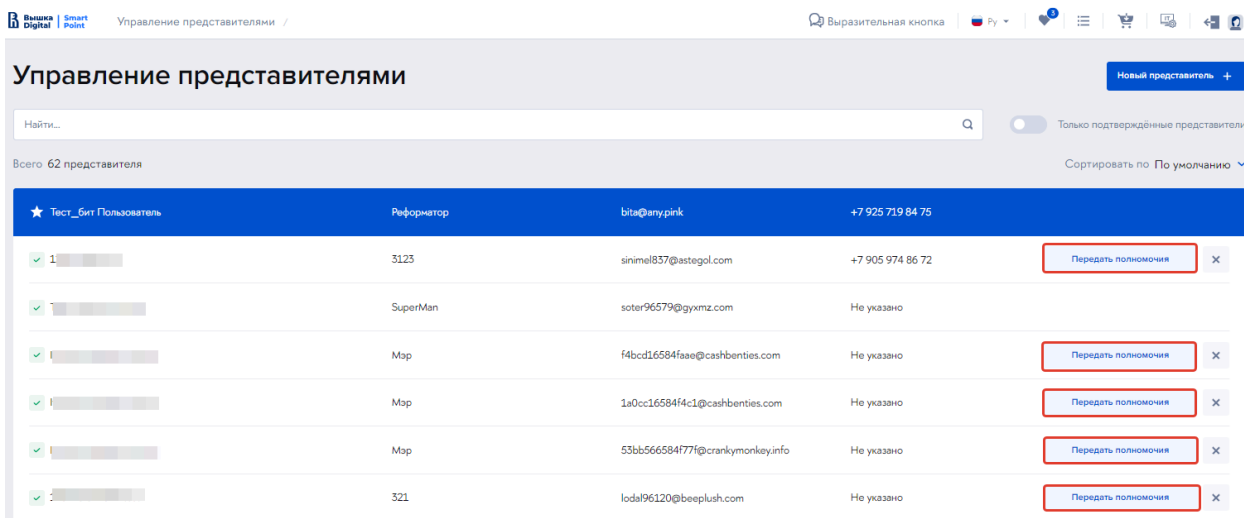 Вышка Digital | Smart Point Управление представителями / Выразительная кнопка Ру 3
Управление представителями Новый представитель +
Найти... Только подтверждённые представители
Всего 62 представителя Сортировать по По умолчанию
Тест_бит Пользователь Реформатор bita@any.pink +7 925 719 84 75
3123 sinimel837@astegol.com +7 905 974 86 72 Передать полномочия
SuperMan soter96579@gyxmz.com Не указано
Мэр f4bcd16584faae@cashbenties.com Не указано Передать полномочия
Мэр 1a0cc16584f4c1@cashbenties.com Не указано Передать полномочия
Мэр 53bb566584f77f@crankymonkey.info Не указано Передать полномочия
321 lodal96120@beeplush.com Не указано Передать полномочия